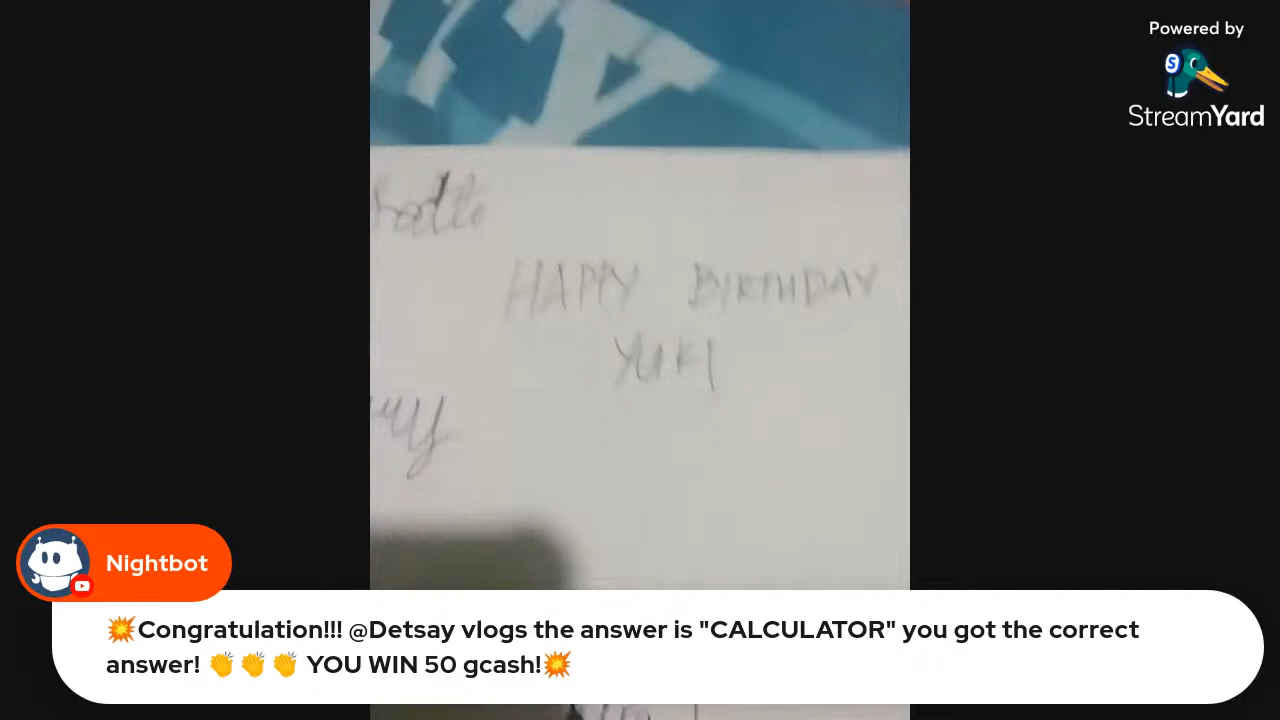 Powered by
StreamYard
HAPPY BIRTHDAY
YUKI
Nightbot
💥Congratulation!!! @Detsay vlogs the answer is "CALCULATOR" you got the correct
answer! 👏👏👏 YOU WIN 50 gcash!💥